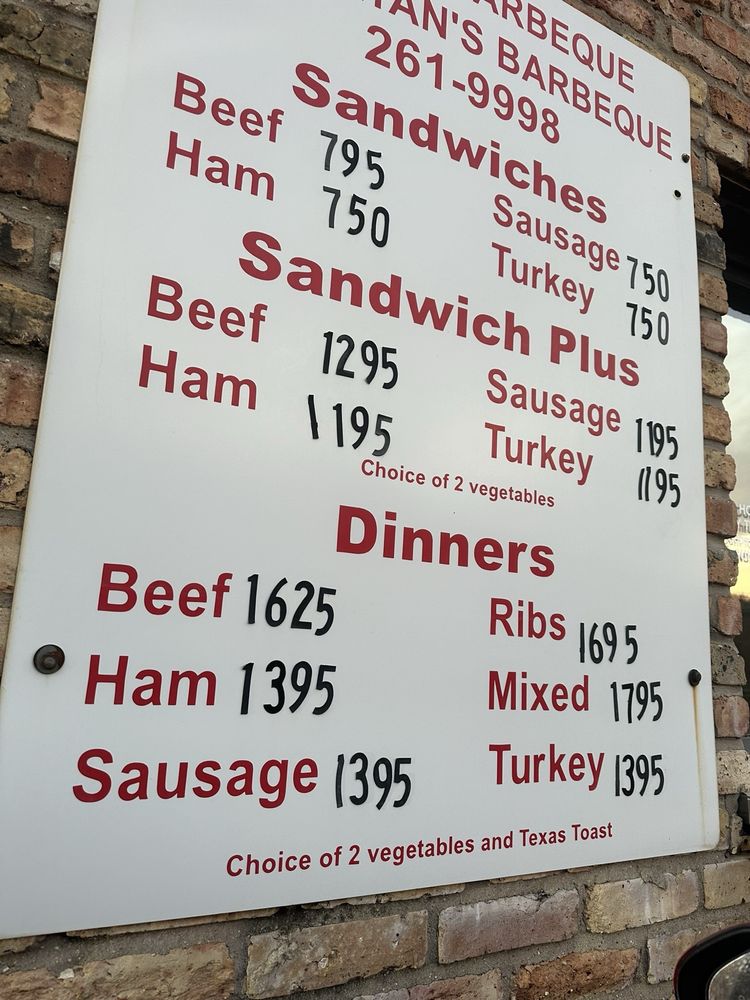 BARBEQUE
MAN'S BARBEQUE
261-9998
Sandwiches
Beef 795
Ham 750
Sausage 750
Turkey 750
Sandwich Plus
Beef 1295
Ham 1195
Sausage 1195
Turkey 1195
Choice of 2 vegetables
Dinners
Beef 1625
Ham 1395
Sausage 1395
Ribs 1695
Mixed 1795
Turkey 1395
Choice of 2 vegetables and Texas Toast